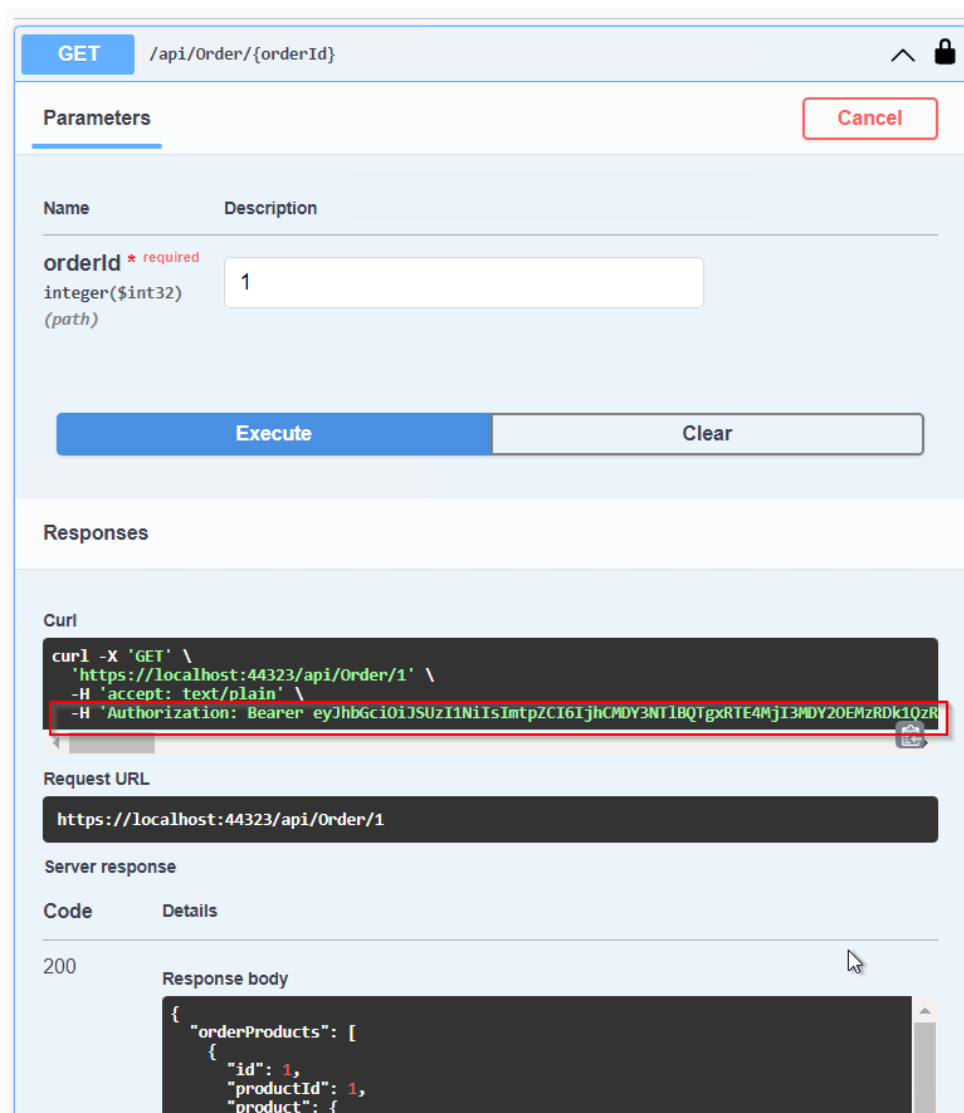 GET /api/Order/{orderId}
Parameters
Cancel
Name Description
orderId * required
1
integer($int32)
(path)
Execute Clear
Responses
Curl
curl -X 'GET' \
'https://localhost:44323/api/Order/1' \
-H 'accept: text/plain' \
-H 'Authorization: Bearer eyJhbGciOiJSUzI1NiIsImtpZCI6IjhCMDY3NTlBQTgxRTE4MjI3MDY2OEMzRDk1QzR
Request URL
https://localhost:44323/api/Order/1
Server response
Code Details
200
Response body
{
"orderProducts": [
{
"id": 1,
"productId": 1,
"product": {